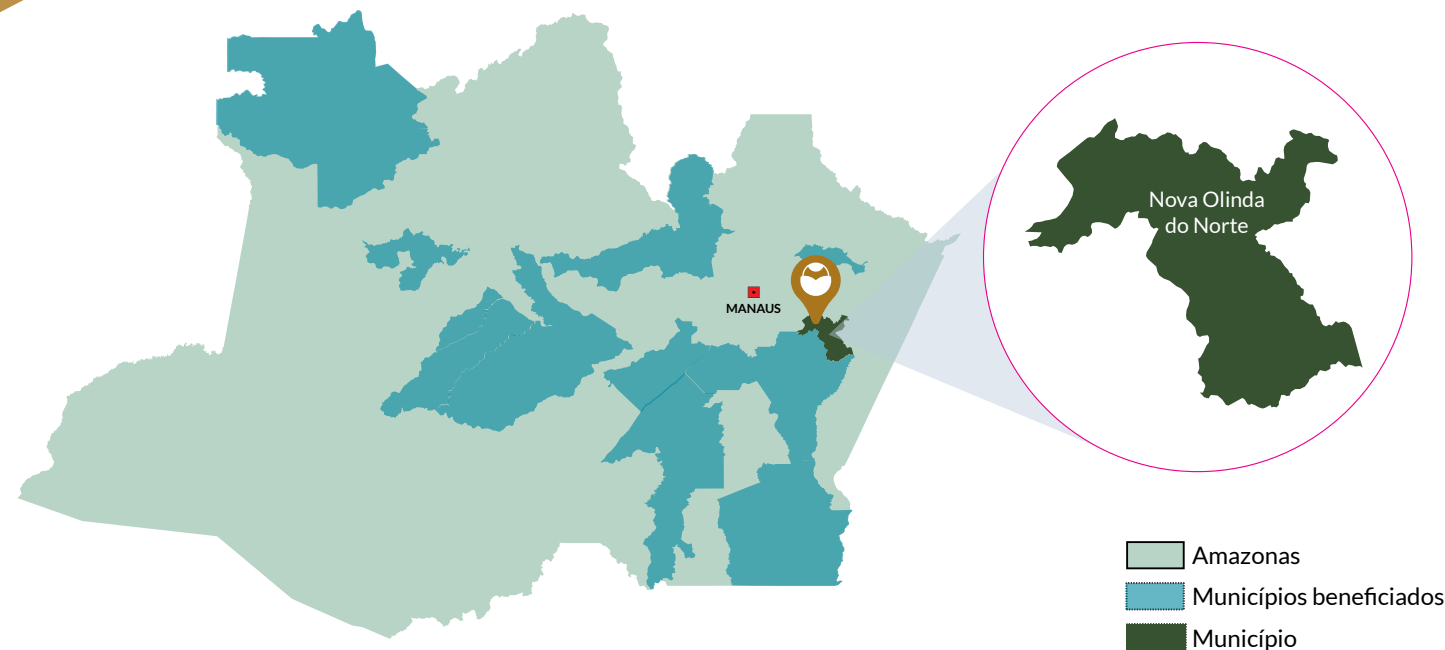 MANAUS
Nova Olinda
do Norte
Amazonas
Municípios beneficiados
Município